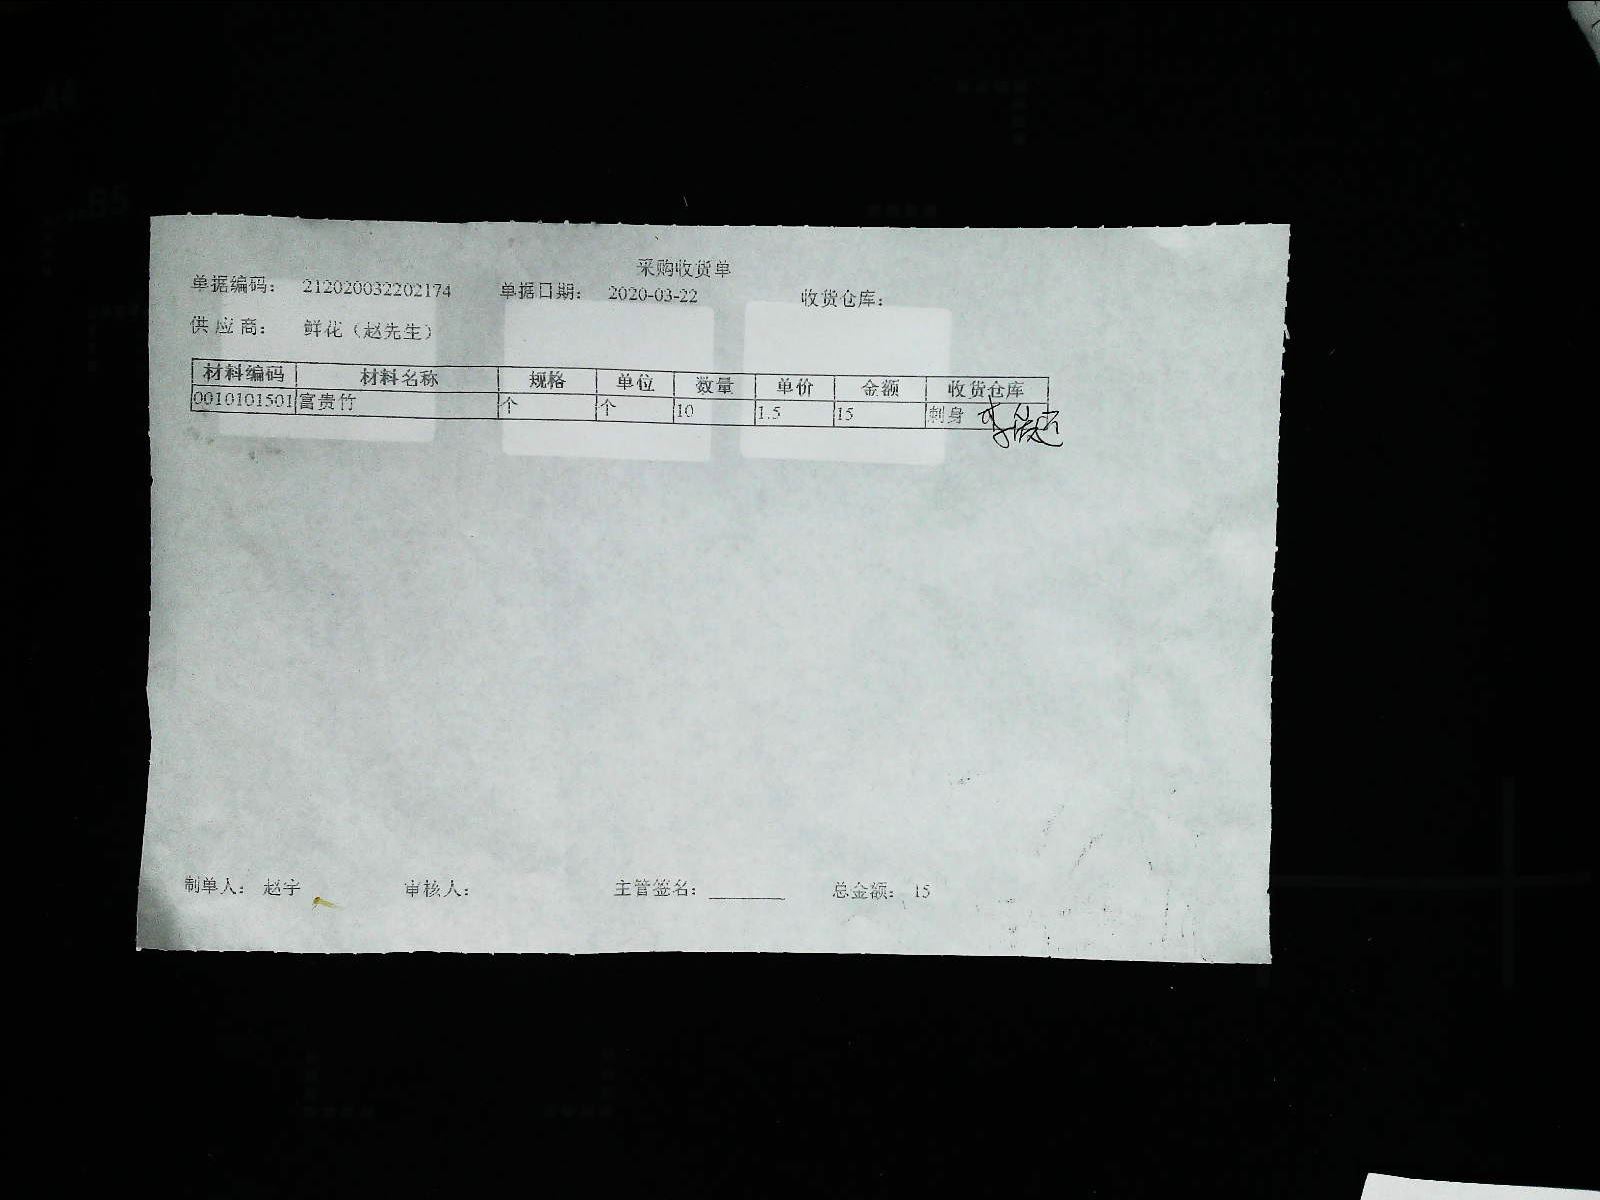 采购收货单
单据编码： 212020032202174 单据日期： 2020-03-22 收货仓库：
供应商： 鲜花（赵先生）
材料编码 材料名称 规格 单位 数量 单价 金额 收货仓库
0010101501 富贵竹 个 个 10 1.5 15 刺身
制单人： 赵宇 审核人： 主管签名： 总金额： 15